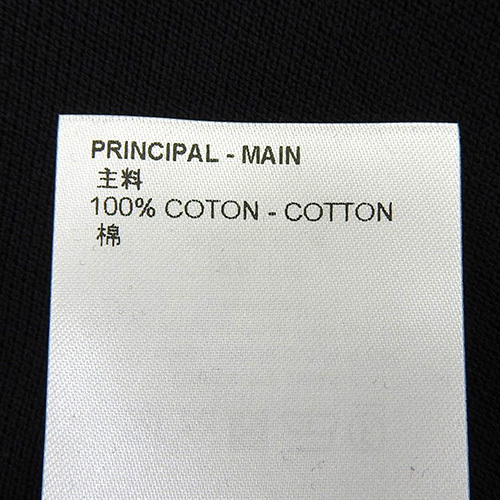 PRINCIPAL - MAIN
主料
100% COTON - COTTON
棉